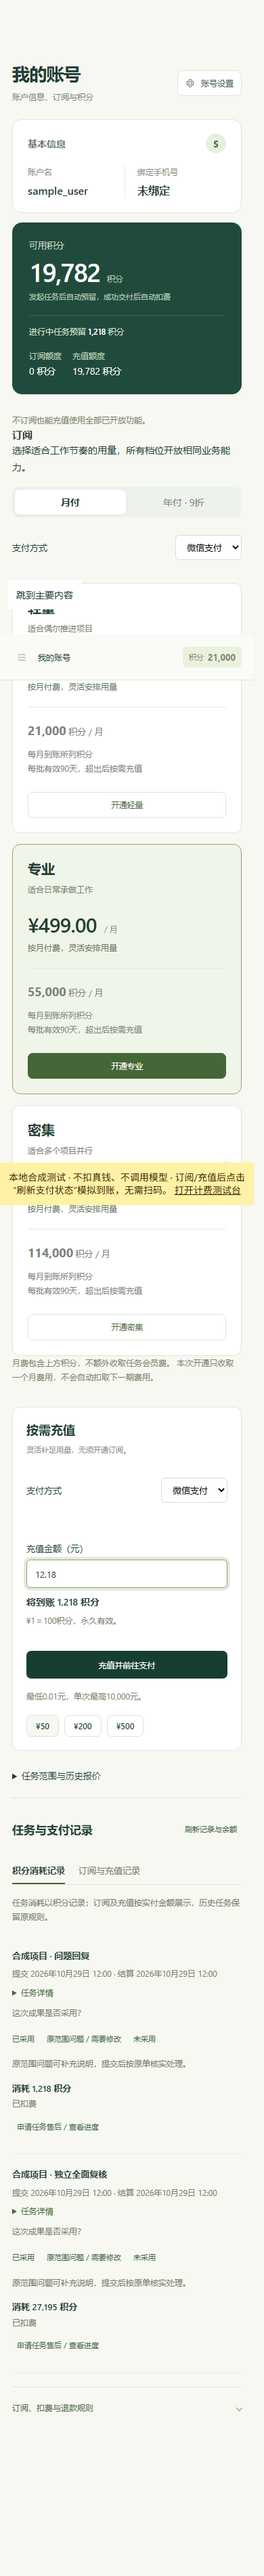 我的账号
账户信息、订阅与积分
账号设置
基本信息
S
账户名
sample_user
绑定手机号
未绑定
可用积分
19,782 积分
发起任务后自动预留，成功交付后自动扣费
进行中任务预留 1,218 积分
订阅额度
0 积分
充值额度
19,782 积分
不订阅也能充值使用全部已开放功能。
订阅
选择适合工作节奏的用量，所有档位开放相同业务能
力。
月付
年付 · 9折
支付方式
微信支付
跳到主要内容
适合偶尔推进项目
我的账号
积分 21,000
按月付费，灵活安排用量
21,000 积分 / 月
每月到账所列积分
每批有效90天，超出后按需充值
开通轻量
专业
适合日常承做工作
¥499.00 / 月
按月付费，灵活安排用量
55,000 积分 / 月
每月到账所列积分
每批有效90天，超出后按需充值
开通专业
密集
适合多个项目并行
本地合成测试 · 不扣真钱、不调用模型 · 订阅/充值后点击
“刷新支付状态”模拟到账，无需扫码。 打开计费测试台
按月付费，灵活安排用量
114,000 积分 / 月
每月到账所列积分
每批有效90天，超出后按需充值
开通密集
月费包含上方积分，不额外收取任务会员费。 本次开通只收取
一个月费用，不会自动扣取下一期费用。
按需充值
灵活补足用量，无须开通订阅。
支付方式
微信支付
充值金额（元）
12.18
将到账 1,218 积分
¥1 = 100积分，永久有效。
充值并前往支付
最低0.01元，单次最高10,000元。
¥50
¥200
¥500
任务范围与历史报价
任务与支付记录
刷新记录与余额
积分消耗记录
订阅与充值记录
任务消耗以积分记录；订阅及充值按实付金额展示，历史任务保
留原规则。
合成项目 · 问题回复
提交 2026年10月29日 12:00 · 结算 2026年10月29日 12:00
任务详情
这次成果是否采用？
已采用
原范围问题 / 需要修改
未采用
原范围问题可补充说明，提交后按原单核实处理。
消耗 1,218 积分
已扣费
申请任务售后 / 查看进度
合成项目 · 独立全面复核
提交 2026年10月29日 12:00 · 结算 2026年10月29日 12:00
任务详情
这次成果是否采用？
已采用
原范围问题 / 需要修改
未采用
原范围问题可补充说明，提交后按原单核实处理。
消耗 27,195 积分
已扣费
申请任务售后 / 查看进度
订阅、扣费与退款规则